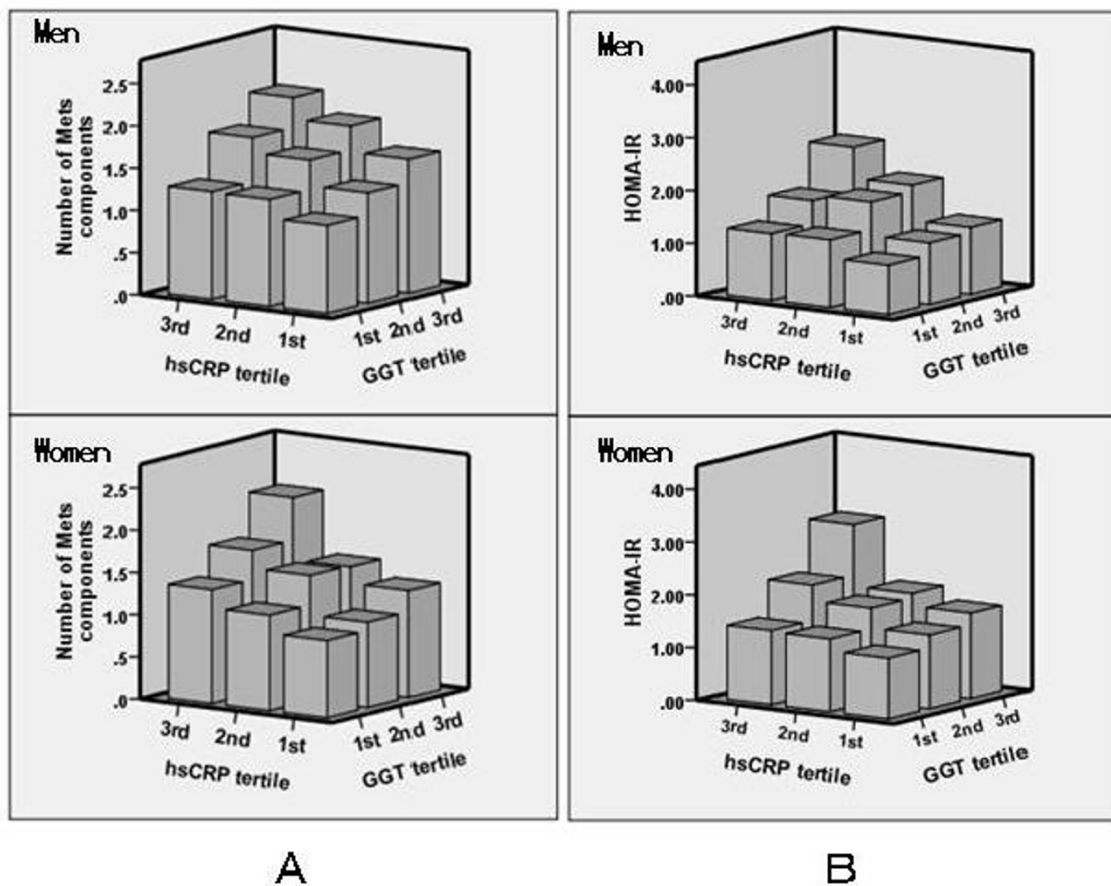 Men
Number of Mets
components
2.5
2.0
1.5
1.0
.5
.0
3rd
2nd
1st
hsCRP tertile
1st
2nd
3rd
GGT tertile
Men
HOMA-IR
4.00
3.00
2.00
1.00
.00
3rd
2nd
1st
hsCRP tertile
1st
2nd
3rd
GGT tertile
Women
Number of Mets
components
2.5
2.0
1.5
1.0
.5
.0
3rd
2nd
1st
hsCRP tertile
1st
2nd
3rd
GGT tertile
Women
HOMA-IR
4.00
3.00
2.00
1.00
.00
3rd
2nd
1st
hsCRP tertile
1st
2nd
3rd
GGT tertile
A
B